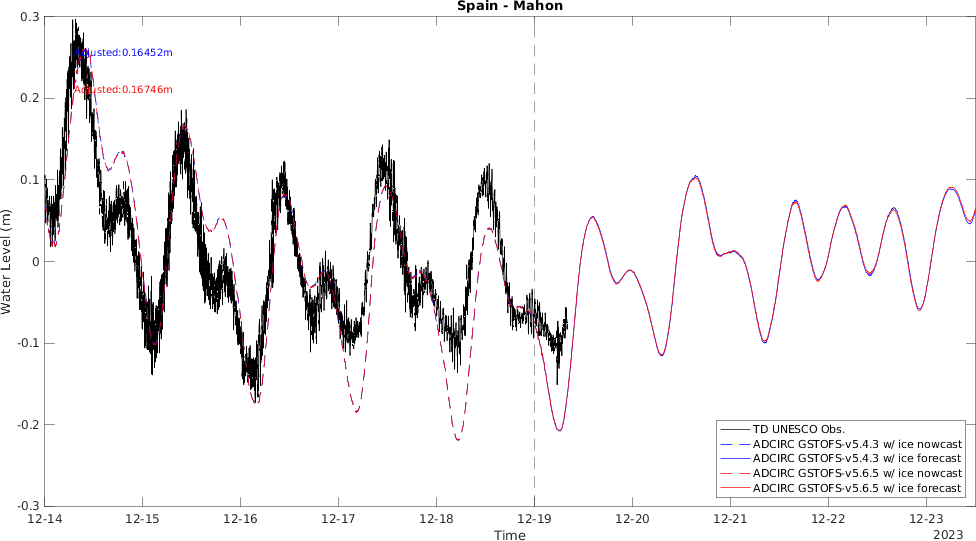 Spain - Mahon
0.3
0.2
0.1
0
-0.1
-0.2
-0.3
Water Level (m)
Adjusted:0.16452m
Adjusted:0.16746m
TD UNESCO Obs.
ADCIRC GSTOFS-v5.4.3 w/ ice nowcast
ADCIRC GSTOFS-v5.4.3 w/ ice forecast
ADCIRC GSTOFS-v5.6.5 w/ ice nowcast
ADCIRC GSTOFS-v5.6.5 w/ ice forecast
12-14 12-15 12-16 12-17 12-18 12-19 12-20 12-21 12-22 12-23
Time
2023